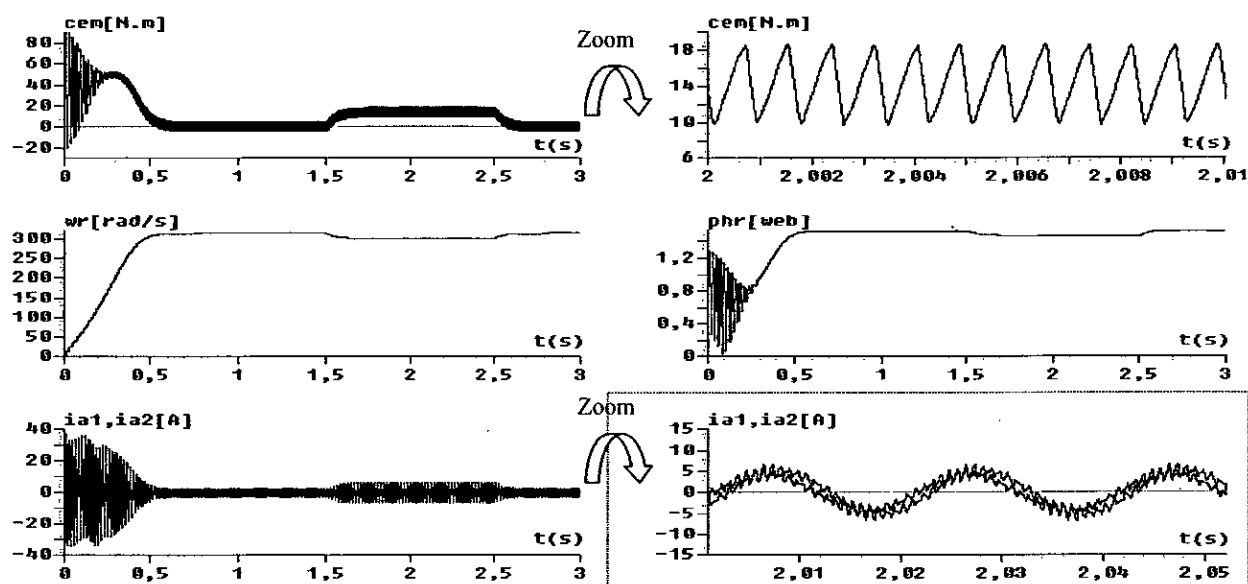 cem[N.m]
80
60
40
20
0
-20
t(s)
0 0,5 1 1,5 2 2,5 3
Zoom
cem[N.m]
18
14
10
6
t(s)
2 2,002 2,004 2,006 2,008 2,01
wr[rad/s]
300
250
200
150
100
50
0
t(s)
0 0,5 1 1,5 2 2,5 3
phr[web]
1,2
0,8
0,4
0
t(s)
0 0,5 1 1,5 2 2,5 3
ia1,ia2[A]
40
20
0
-20
-40
t(s)
0 0,5 1 1,5 2 2,5 3
Zoom
ia1,ia2[A]
15
10
5
0
-5
-10
-15
t(s)
2,01 2,02 2,03 2,04 2,05